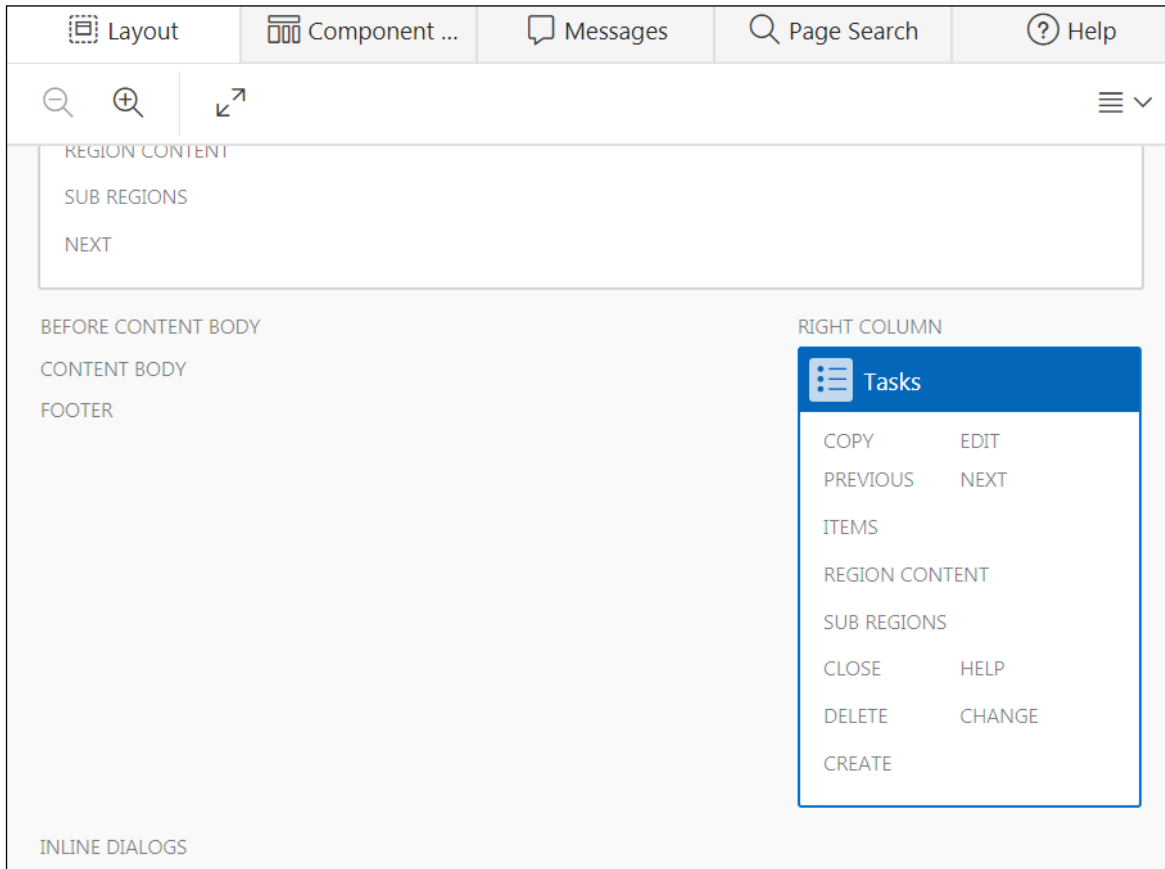 Layout
Component ...
Messages
Page Search
Help
REGION CONTENT
SUB REGIONS
NEXT
BEFORE CONTENT BODY
CONTENT BODY
FOOTER
RIGHT COLUMN
Tasks
COPY EDIT
PREVIOUS NEXT
ITEMS
REGION CONTENT
SUB REGIONS
CLOSE HELP
DELETE CHANGE
CREATE
INLINE DIALOGS